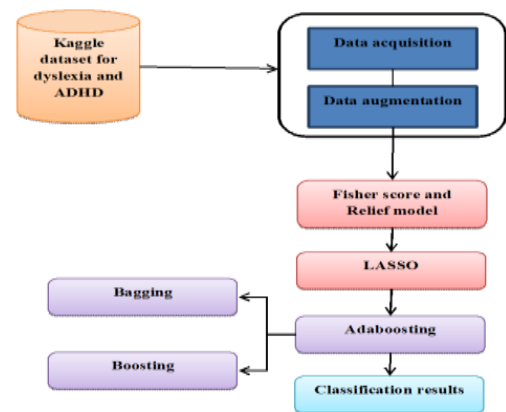 Kaggle
dataset for
dyslexia and
ADHD
Data acquisition
Data augmentation
Fisher score and
Relief model
LASSO
Bagging
Adaboosting
Boosting
Classification results